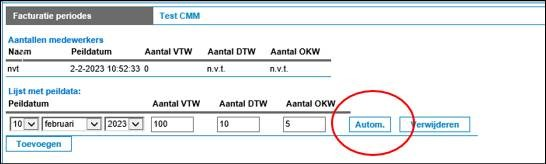 Facturatie periodes Test CMM
Aantallen medewerkers
Naam Peildatum Aantal VTW Aantal DTW Aantal OKW
nvt 2-2-2023 10:52:33 0 n.v.t. n.v.t.
Lijst met peildata:
Peildatum Aantal VTW Aantal DTW Aantal OKW
10 februari 2023 100 10 5 Autom. Verwijderen
Toevoegen